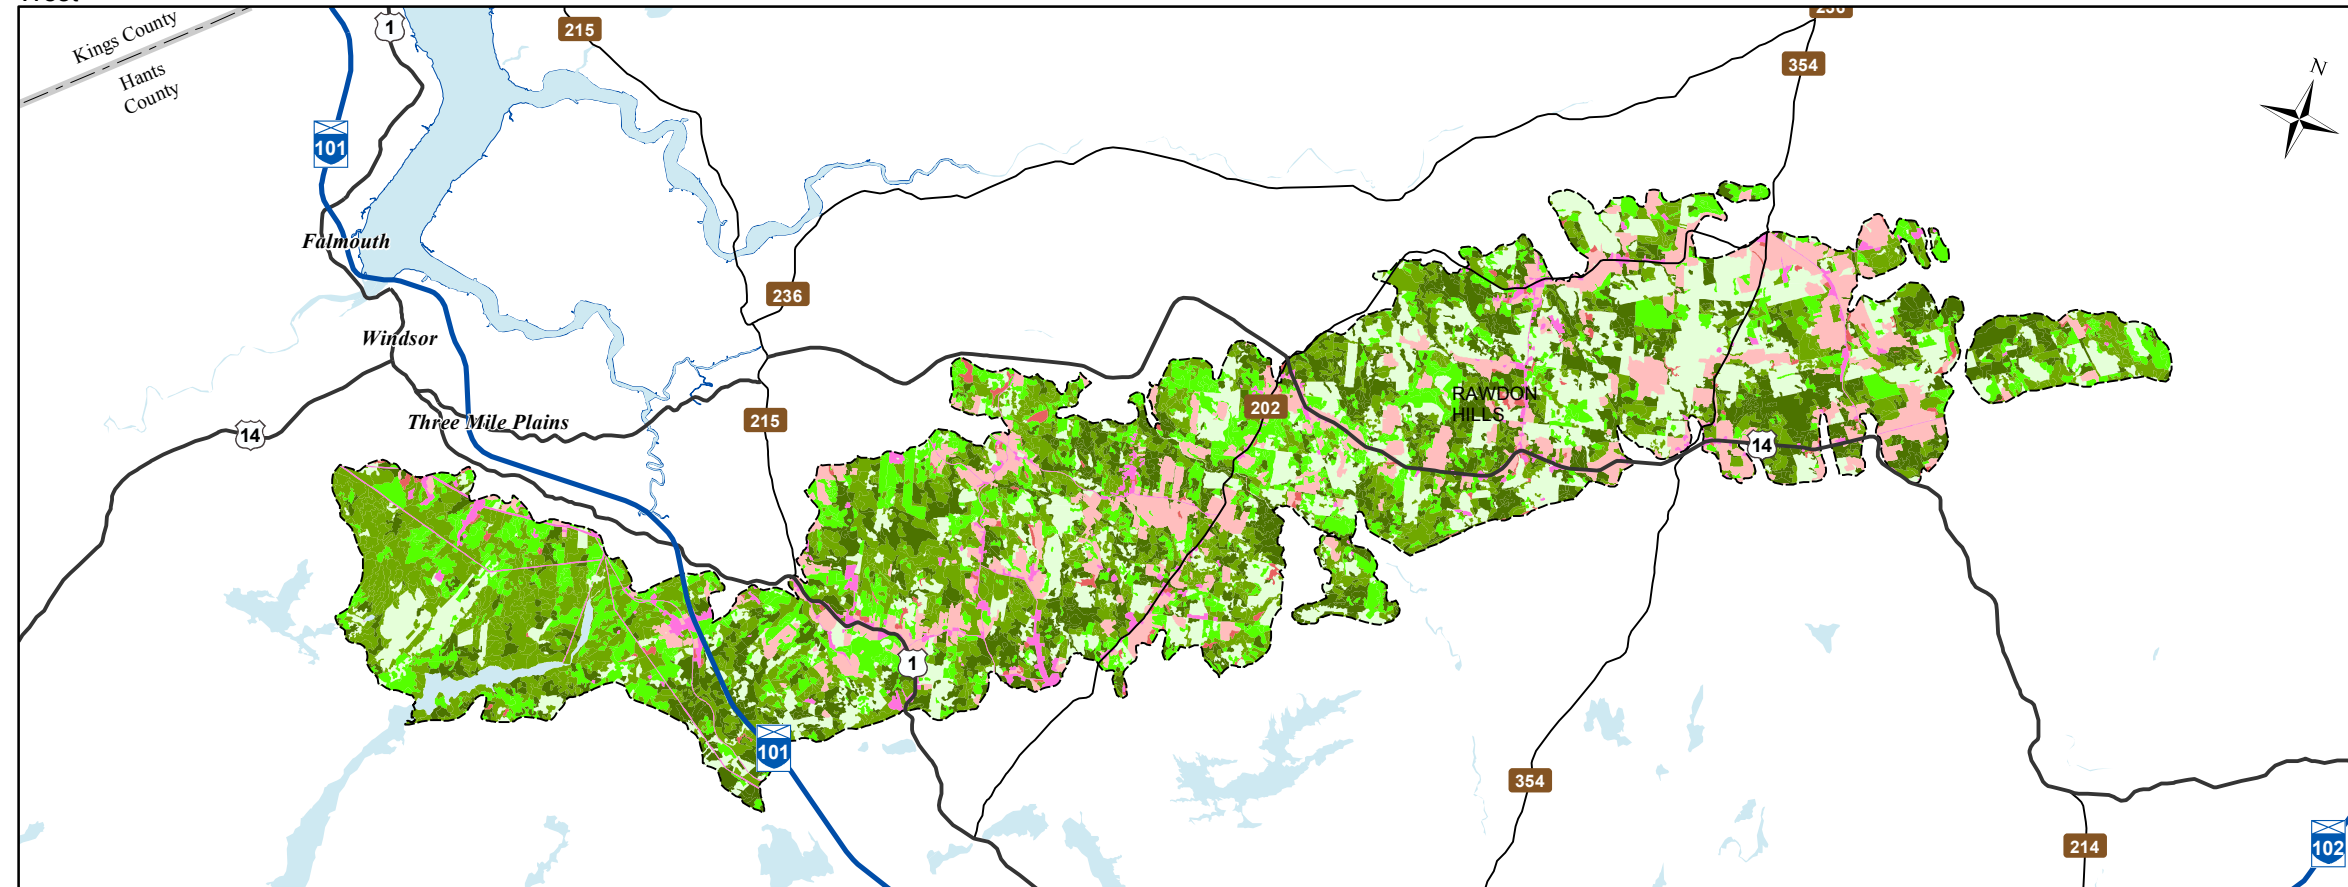 1
215
236
354
Kings County
Hants
County
N
101
Falmouth
236
Windsor
RAWDON
HILLS
202
Three Mile Plains
215
14
14
1
101
354
214
102